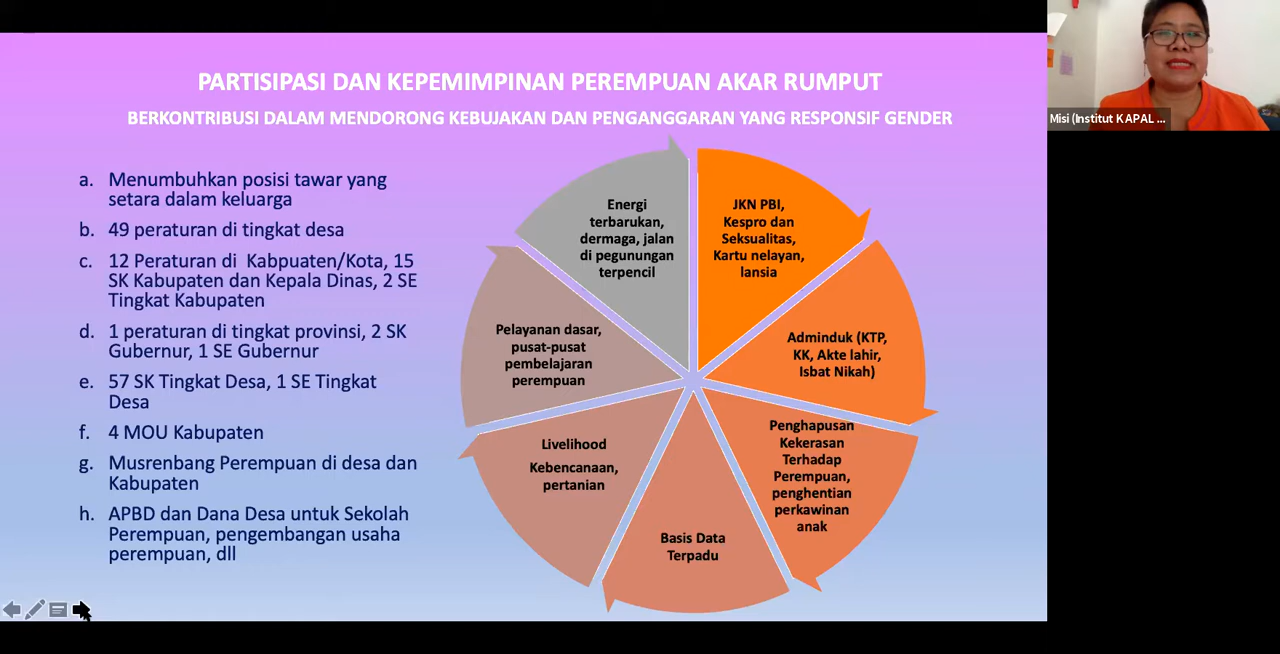 PARTISIPASI DAN KEPEMIMPINAN PEREMPUAN AKAR RUMPUT
BERKONTRIBUSI DALAM MENDORONG KEBUJAKAN DAN PENGANGGARAN YANG RESPONSIF GENDER
a. Menumbuhkan posisi tawar yang
setara dalam keluarga
b. 49 peraturan di tingkat desa
c. 12 Peraturan di Kabpuaten/Kota, 15
SK Kabupaten dan Kepala Dinas, 2 SE
Tingkat Kabupaten
d. 1 peraturan di tingkat provinsi, 2 SK
Gubernur, 1 SE Gubernur
e. 57 SK Tingkat Desa, 1 SE Tingkat
Desa
f. 4 MOU Kabupaten
g. Musrenbang Perempuan di desa dan
Kabupaten
h. APBD dan Dana Desa untuk Sekolah
Perempuan, pengembangan usaha
perempuan, dll
JKN PBI,
Kespro dan
Seksualitas,
Kartu nelayan,
lansia
Adminduk (KTP,
KK, Akte lahir,
Isbat Nikah)
Penghapusan
Kekerasan
Terhadap
Perempuan,
penghentian
perkawinan
anak
Basis Data
Terpadu
Livelihood
Kebencanaan,
pertanian
Pelayanan dasar,
pusat-pusat
pembelajaran
perempuan
Energi
terbarukan,
dermaga, jalan
di pegunungan
terpencil
Misi (Institut KAPAL ...